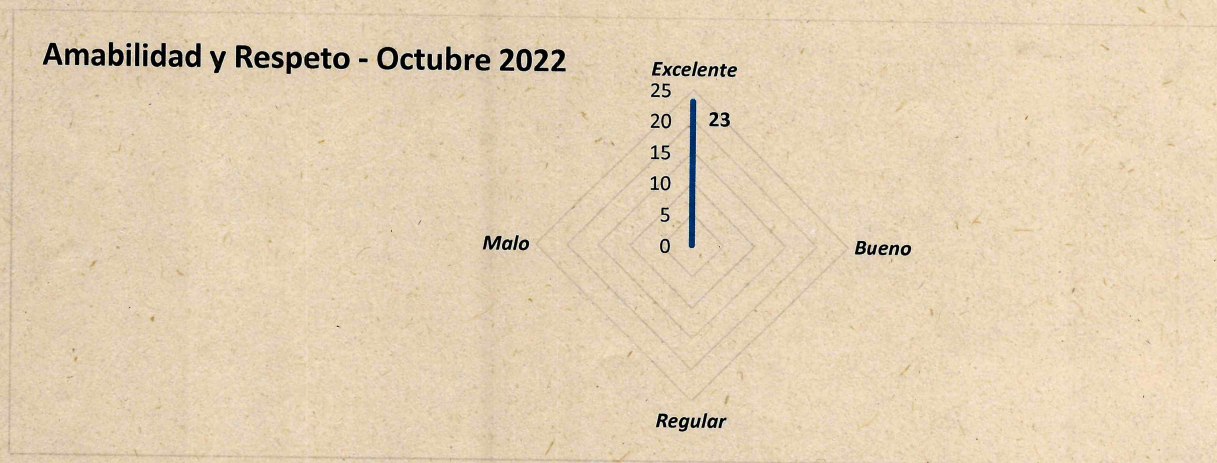 Amabilidad y Respeto - Octubre 2022
Excelente
25
20
23
15
10
5
0
Malo
Bueno
Regular